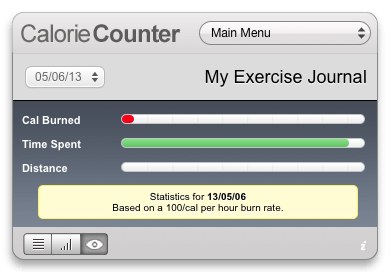 CalorieCounter Main Menu
05/06/13 My Exercise Journal
Cal Burned
Time Spent
Distance
Statistics for 13/05/06
Based on a 100/cal per hour burn rate.
i